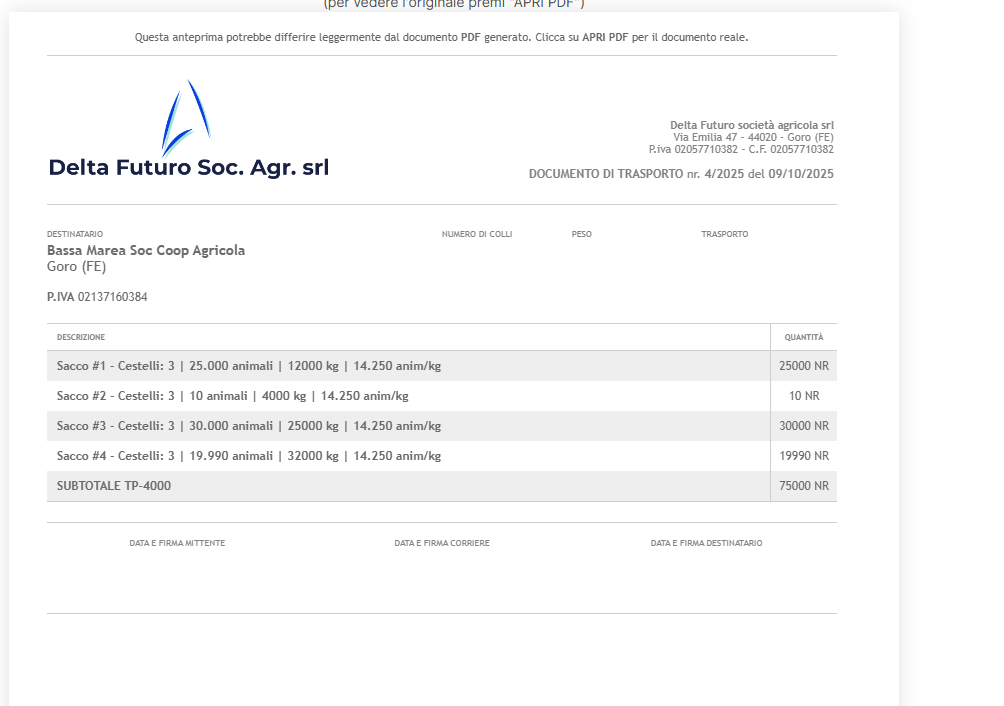 (per vedere l'originale premi "APRI PDF")
Questa anteprima potrebbe differire leggermente dal documento PDF generato. Clicca su APRI PDF per il documento reale.
Delta Futuro Soc. Agr. srl
Delta Futuro società agricola srl
Via Emilia 47 - 44020 - Goro (FE)
P.iva 02057710382 - C.F. 02057710382
DOCUMENTO DI TRASPORTO nr. 4/2025 del 09/10/2025
DESTINATARIO NUMERO DI COLLI PESO TRASPORTO
Bassa Marea Soc Coop Agricola
Goro (FE)
P.IVA 02137160384
DESCRIZIONE QUANTITÀ
Sacco #1 - Cestelli: 3 | 25.000 animali | 12000 kg | 14.250 anim/kg 25000 NR
Sacco #2 - Cestelli: 3 | 10 animali | 4000 kg | 14.250 anim/kg 10 NR
Sacco #3 - Cestelli: 3 | 30.000 animali | 25000 kg | 14.250 anim/kg 30000 NR
Sacco #4 - Cestelli: 3 | 19.990 animali | 32000 kg | 14.250 anim/kg 19990 NR
SUBTOTALE TP-4000 75000 NR
DATA E FIRMA MITTENTE DATA E FIRMA CORRIERE DATA E FIRMA DESTINATARIO